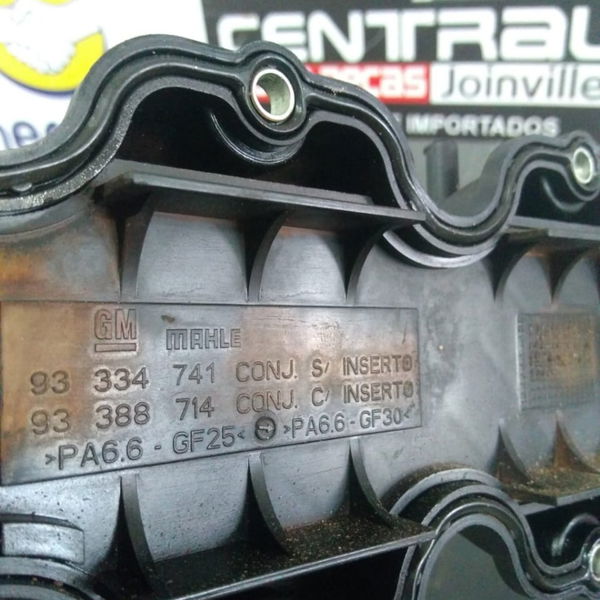 CENTRAL
Joinville
IMPORTADOS
GM MAHLE
93 334 741 CONJ. S/ INSERTO
93 388 714 CONJ. C/ INSERTO
>PA6.6 - GF25< >PA6.6-GF30<